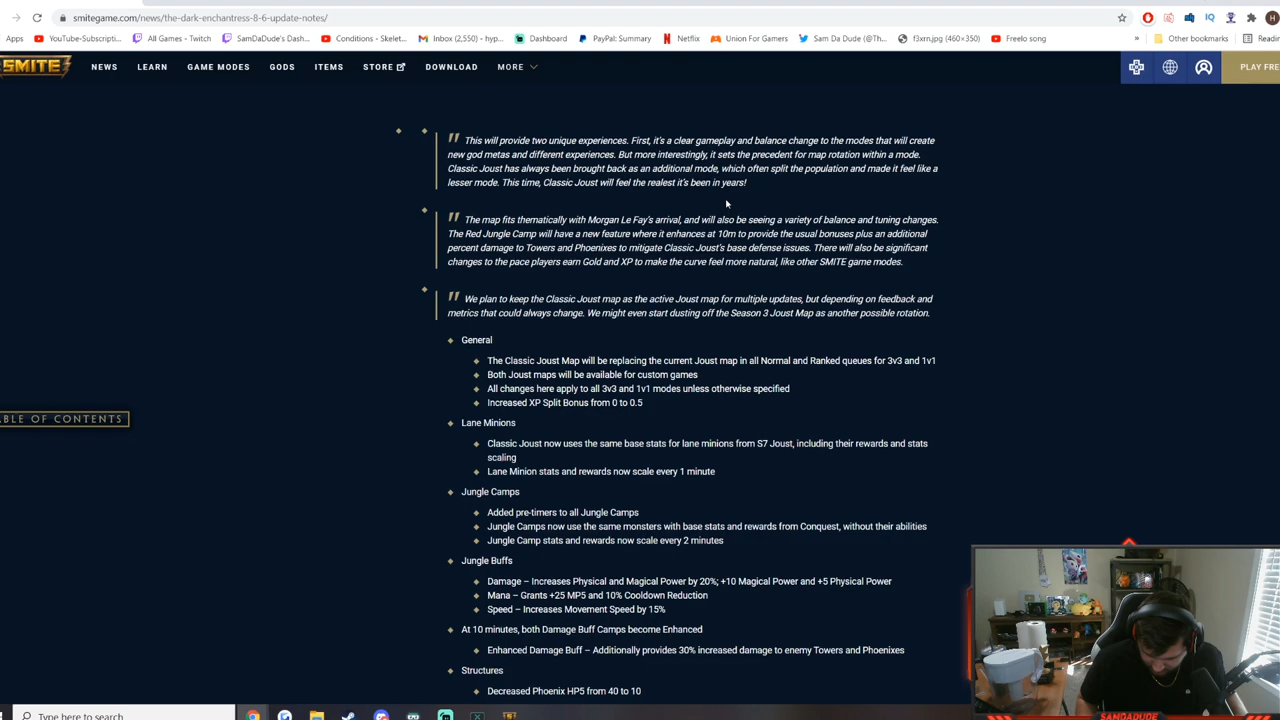 smitegame.com/news/the-dark-enchantress-8-6-update-notes/
H
Apps YouTube-Subscripti... All Games - Twitch SamDaDude's Dash... Conditions - Skelet... Inbox (2,550) - hyp... Dashboard PayPal: Summary Netflix Union For Gamers Sam Da Dude (@Th... f3xrn.jpg (460×350) Freelo song » Other bookmarks Readin
SMITE NEWS LEARN GAME MODES GODS ITEMS STORE DOWNLOAD MORE PLAY FRE
" This will provide two unique experiences. First, it's a clear gameplay and balance change to the modes that will create
new god metas and different experiences. But more interestingly, it sets the precedent for map rotation within a mode.
Classic Joust has always been brought back as an additional mode, which often split the population and made it feel like a
lesser mode. This time, Classic Joust will feel the realest it's been in years!
" The map fits thematically with Morgan Le Fay's arrival, and will also be seeing a variety of balance and tuning changes.
The Red Jungle Camp will have a new feature where it enhances at 10m to provide the usual bonuses plus an additional
percent damage to Towers and Phoenixes to mitigate Classic Joust's base defense issues. There will also be significant
changes to the pace players earn Gold and XP to make the curve feel more natural, like other SMITE game modes.
" We plan to keep the Classic Joust map as the active Joust map for multiple updates, but depending on feedback and
metrics that could always change. We might even start dusting off the Season 3 Joust Map as another possible rotation.
General
The Classic Joust Map will be replacing the current Joust map in all Normal and Ranked queues for 3v3 and 1v1
Both Joust maps will be available for custom games
All changes here apply to all 3v3 and 1v1 modes unless otherwise specified
Increased XP Split Bonus from 0 to 0.5
ABLE OF CONTENTS
Lane Minions
Classic Joust now uses the same base stats for lane minions from S7 Joust, including their rewards and stats
scaling
Lane Minion stats and rewards now scale every 1 minute
Jungle Camps
Added pre-timers to all Jungle Camps
Jungle Camps now use the same monsters with base stats and rewards from Conquest, without their abilities
Jungle Camp stats and rewards now scale every 2 minutes
Jungle Buffs
Damage – Increases Physical and Magical Power by 20%; +10 Magical Power and +5 Physical Power
Mana – Grants +25 MP5 and 10% Cooldown Reduction
Speed – Increases Movement Speed by 15%
At 10 minutes, both Damage Buff Camps become Enhanced
Enhanced Damage Buff – Additionally provides 30% increased damage to enemy Towers and Phoenixes
Structures
Decreased Phoenix HP5 from 40 to 10
Type here to search
SAMDADUDE